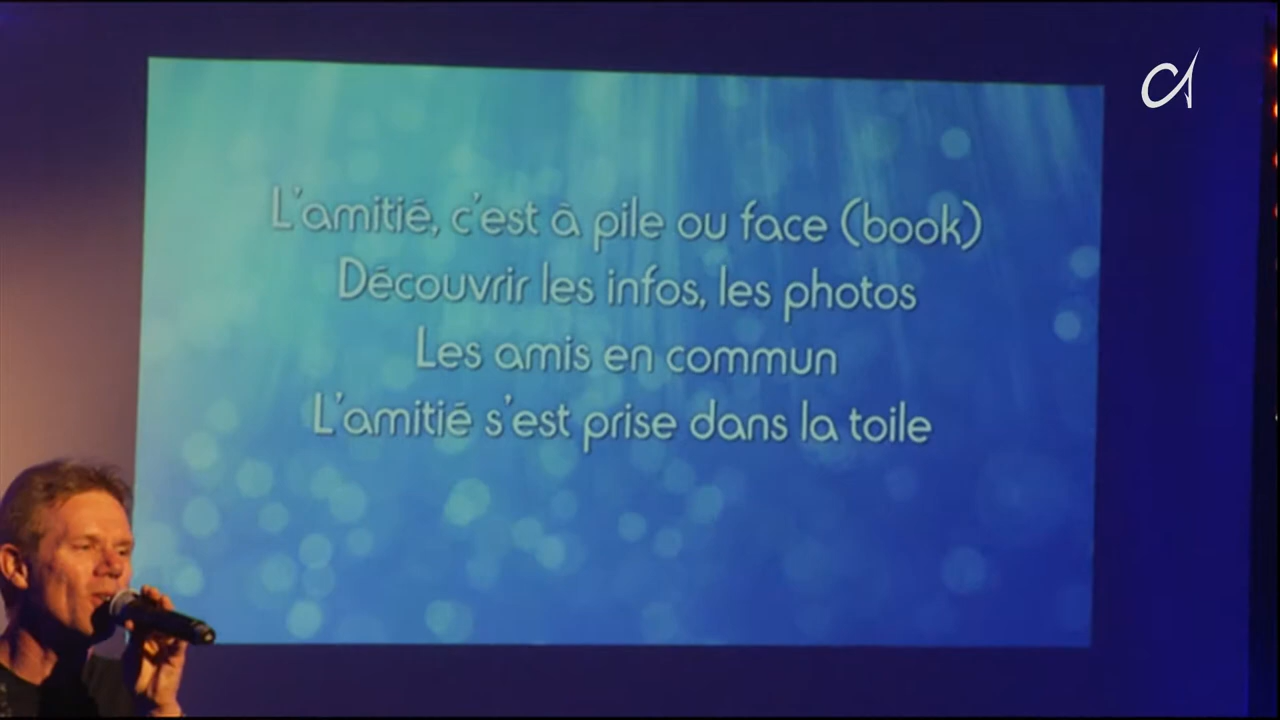 L'amitié, c'est à pile ou face (book)
Découvrir les infos, les photos
Les amis en commun
L'amitié s'est prise dans la toile